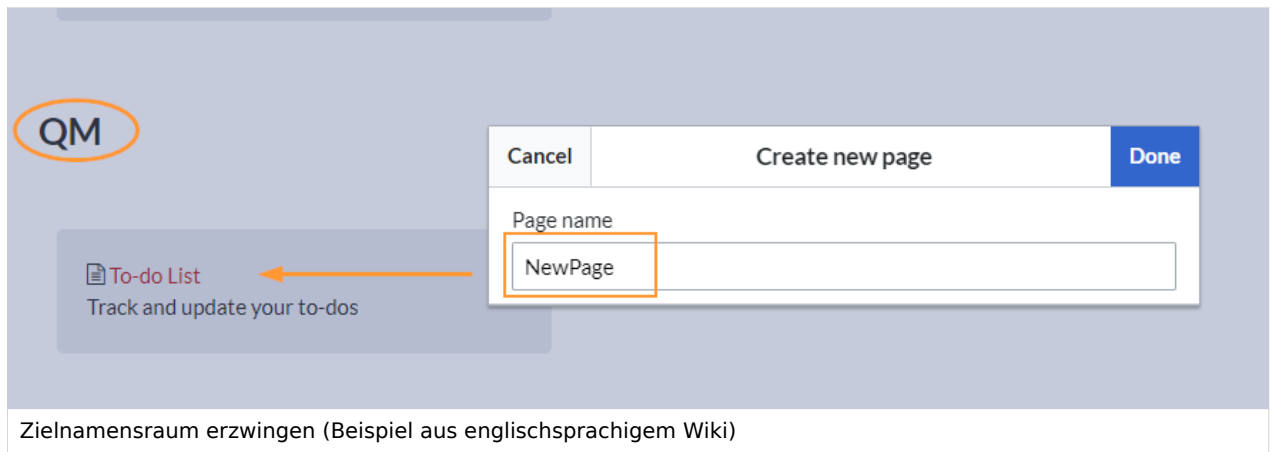 QM
Cancel Create new page Done
Page name
NewPage
To-do List
Track and update your to-dos
Zielnamensraum erzwingen (Beispiel aus englischsprachigem Wiki)